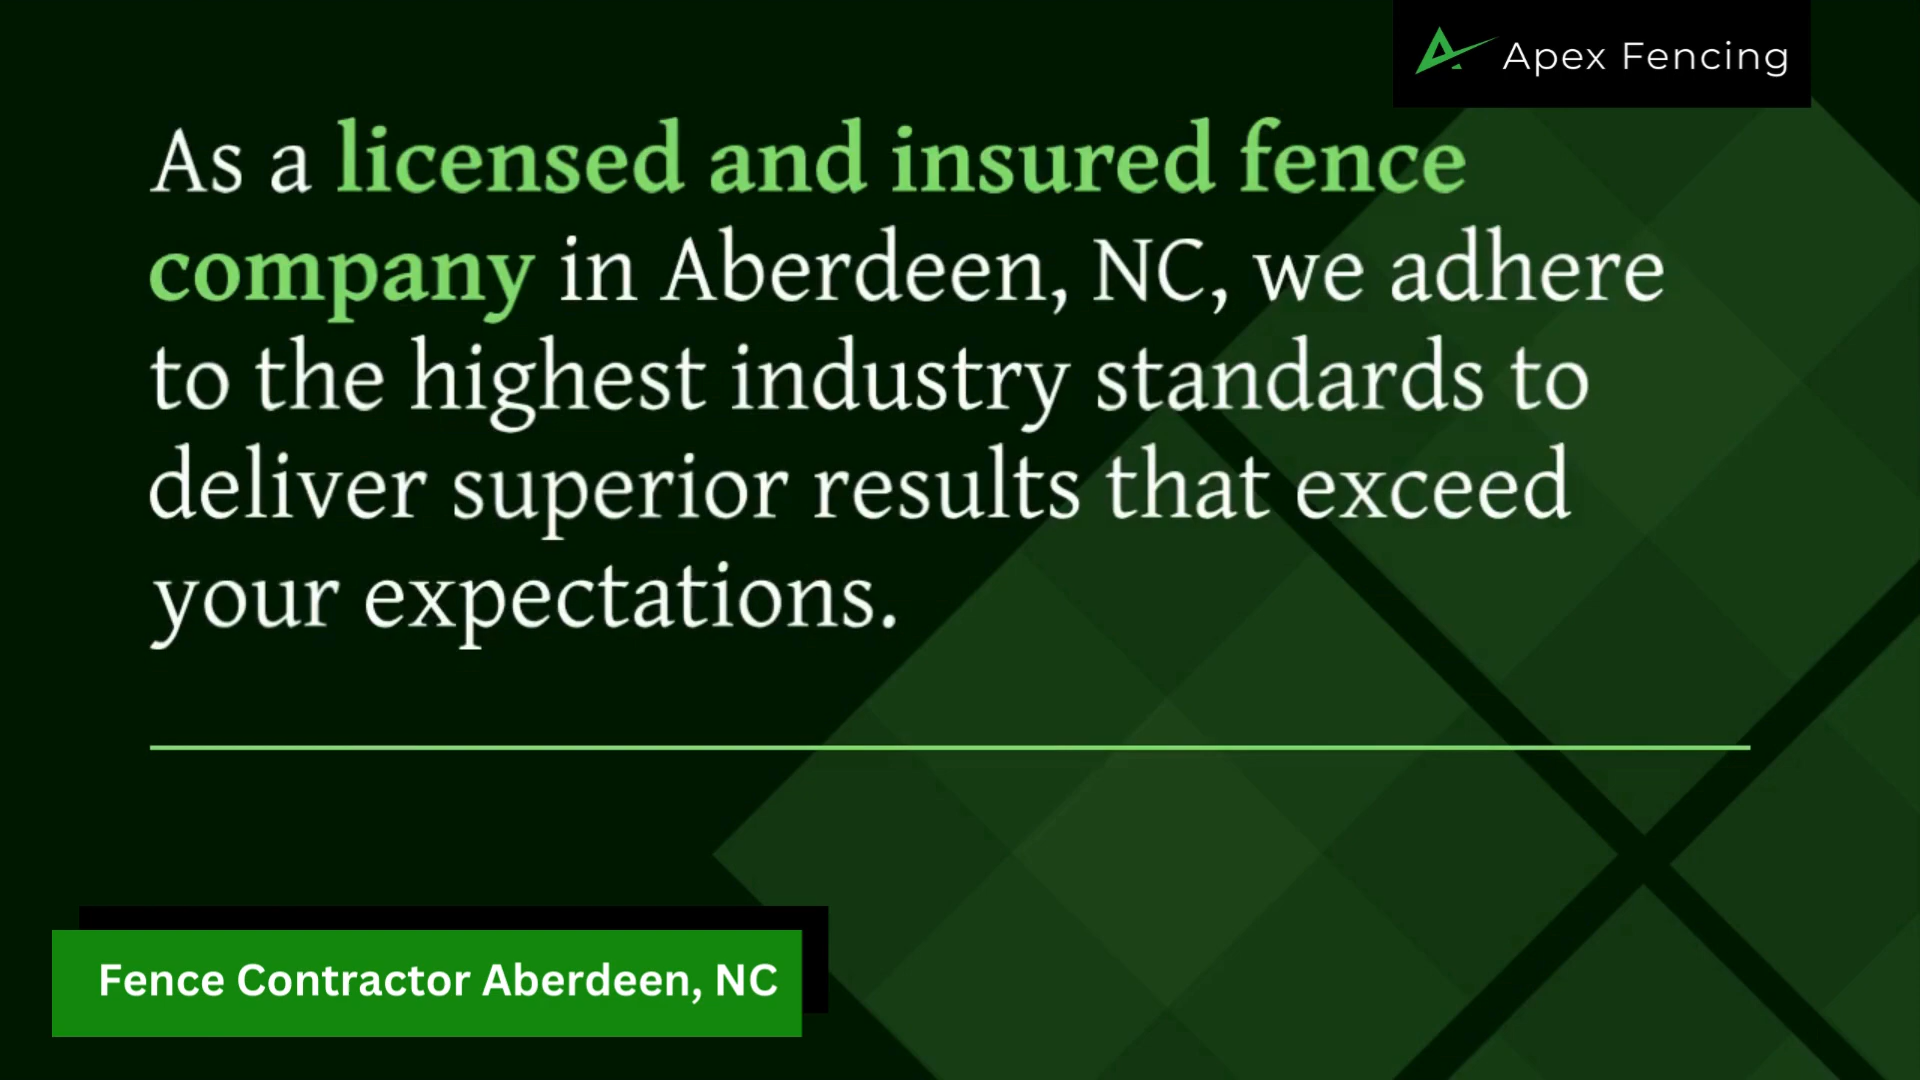 Apex Fencing
As a licensed and insured fence
company in Aberdeen, NC, we adhere
to the highest industry standards to
deliver superior results that exceed
your expectations.
Fence Contractor Aberdeen, NC